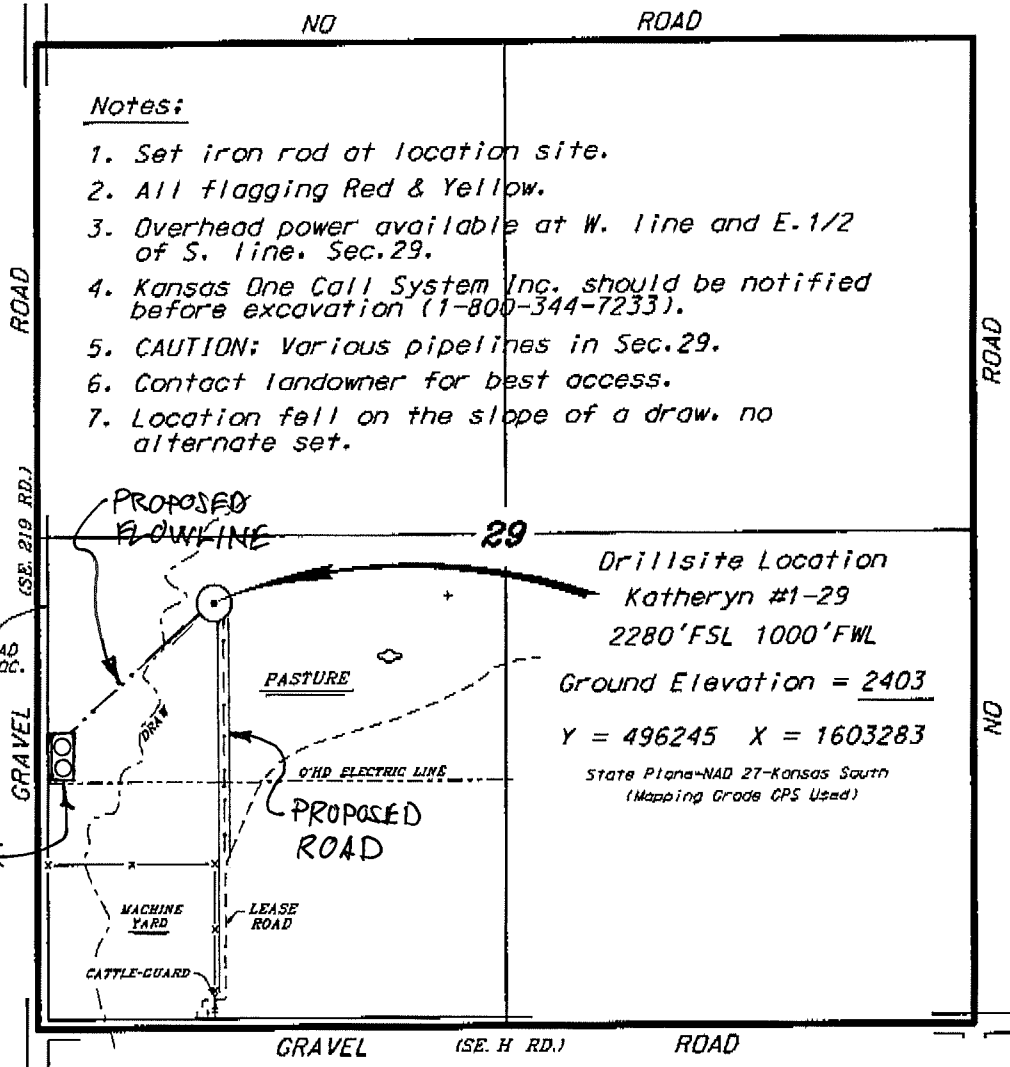 NO ROAD
Notes:
1. Set iron rod at location site.
2. All flagging Red & Yellow.
3. Overhead power available at W. line and E.1/2
of S. line. Sec.29.
4. Kansas One Call System Inc. should be notified
before excavation (1-800-344-7233).
5. CAUTION: Various pipelines in Sec.29.
6. Contact landowner for best access.
7. Location fell on the slope of a draw. no
alternate set.
GRAVEL (SE. 219 RD.) ROAD
NO ROAD
PROPOSED
FLOWLINE
29
Drillsite Location
Katheryn #1-29
2280'FSL 1000'FWL
Ground Elevation = 2403
Y = 496245 X = 1603283
State Plane-NAD 27-Kansas South
(Mapping Grade GPS Used)
PASTURE
DRAW
O'HD ELECTRIC LINE
PROPOSED
ROAD
MACHINE
YARD
LEASE
ROAD
CATTLE-GUARD
GRAVEL (SE. H RD.) ROAD